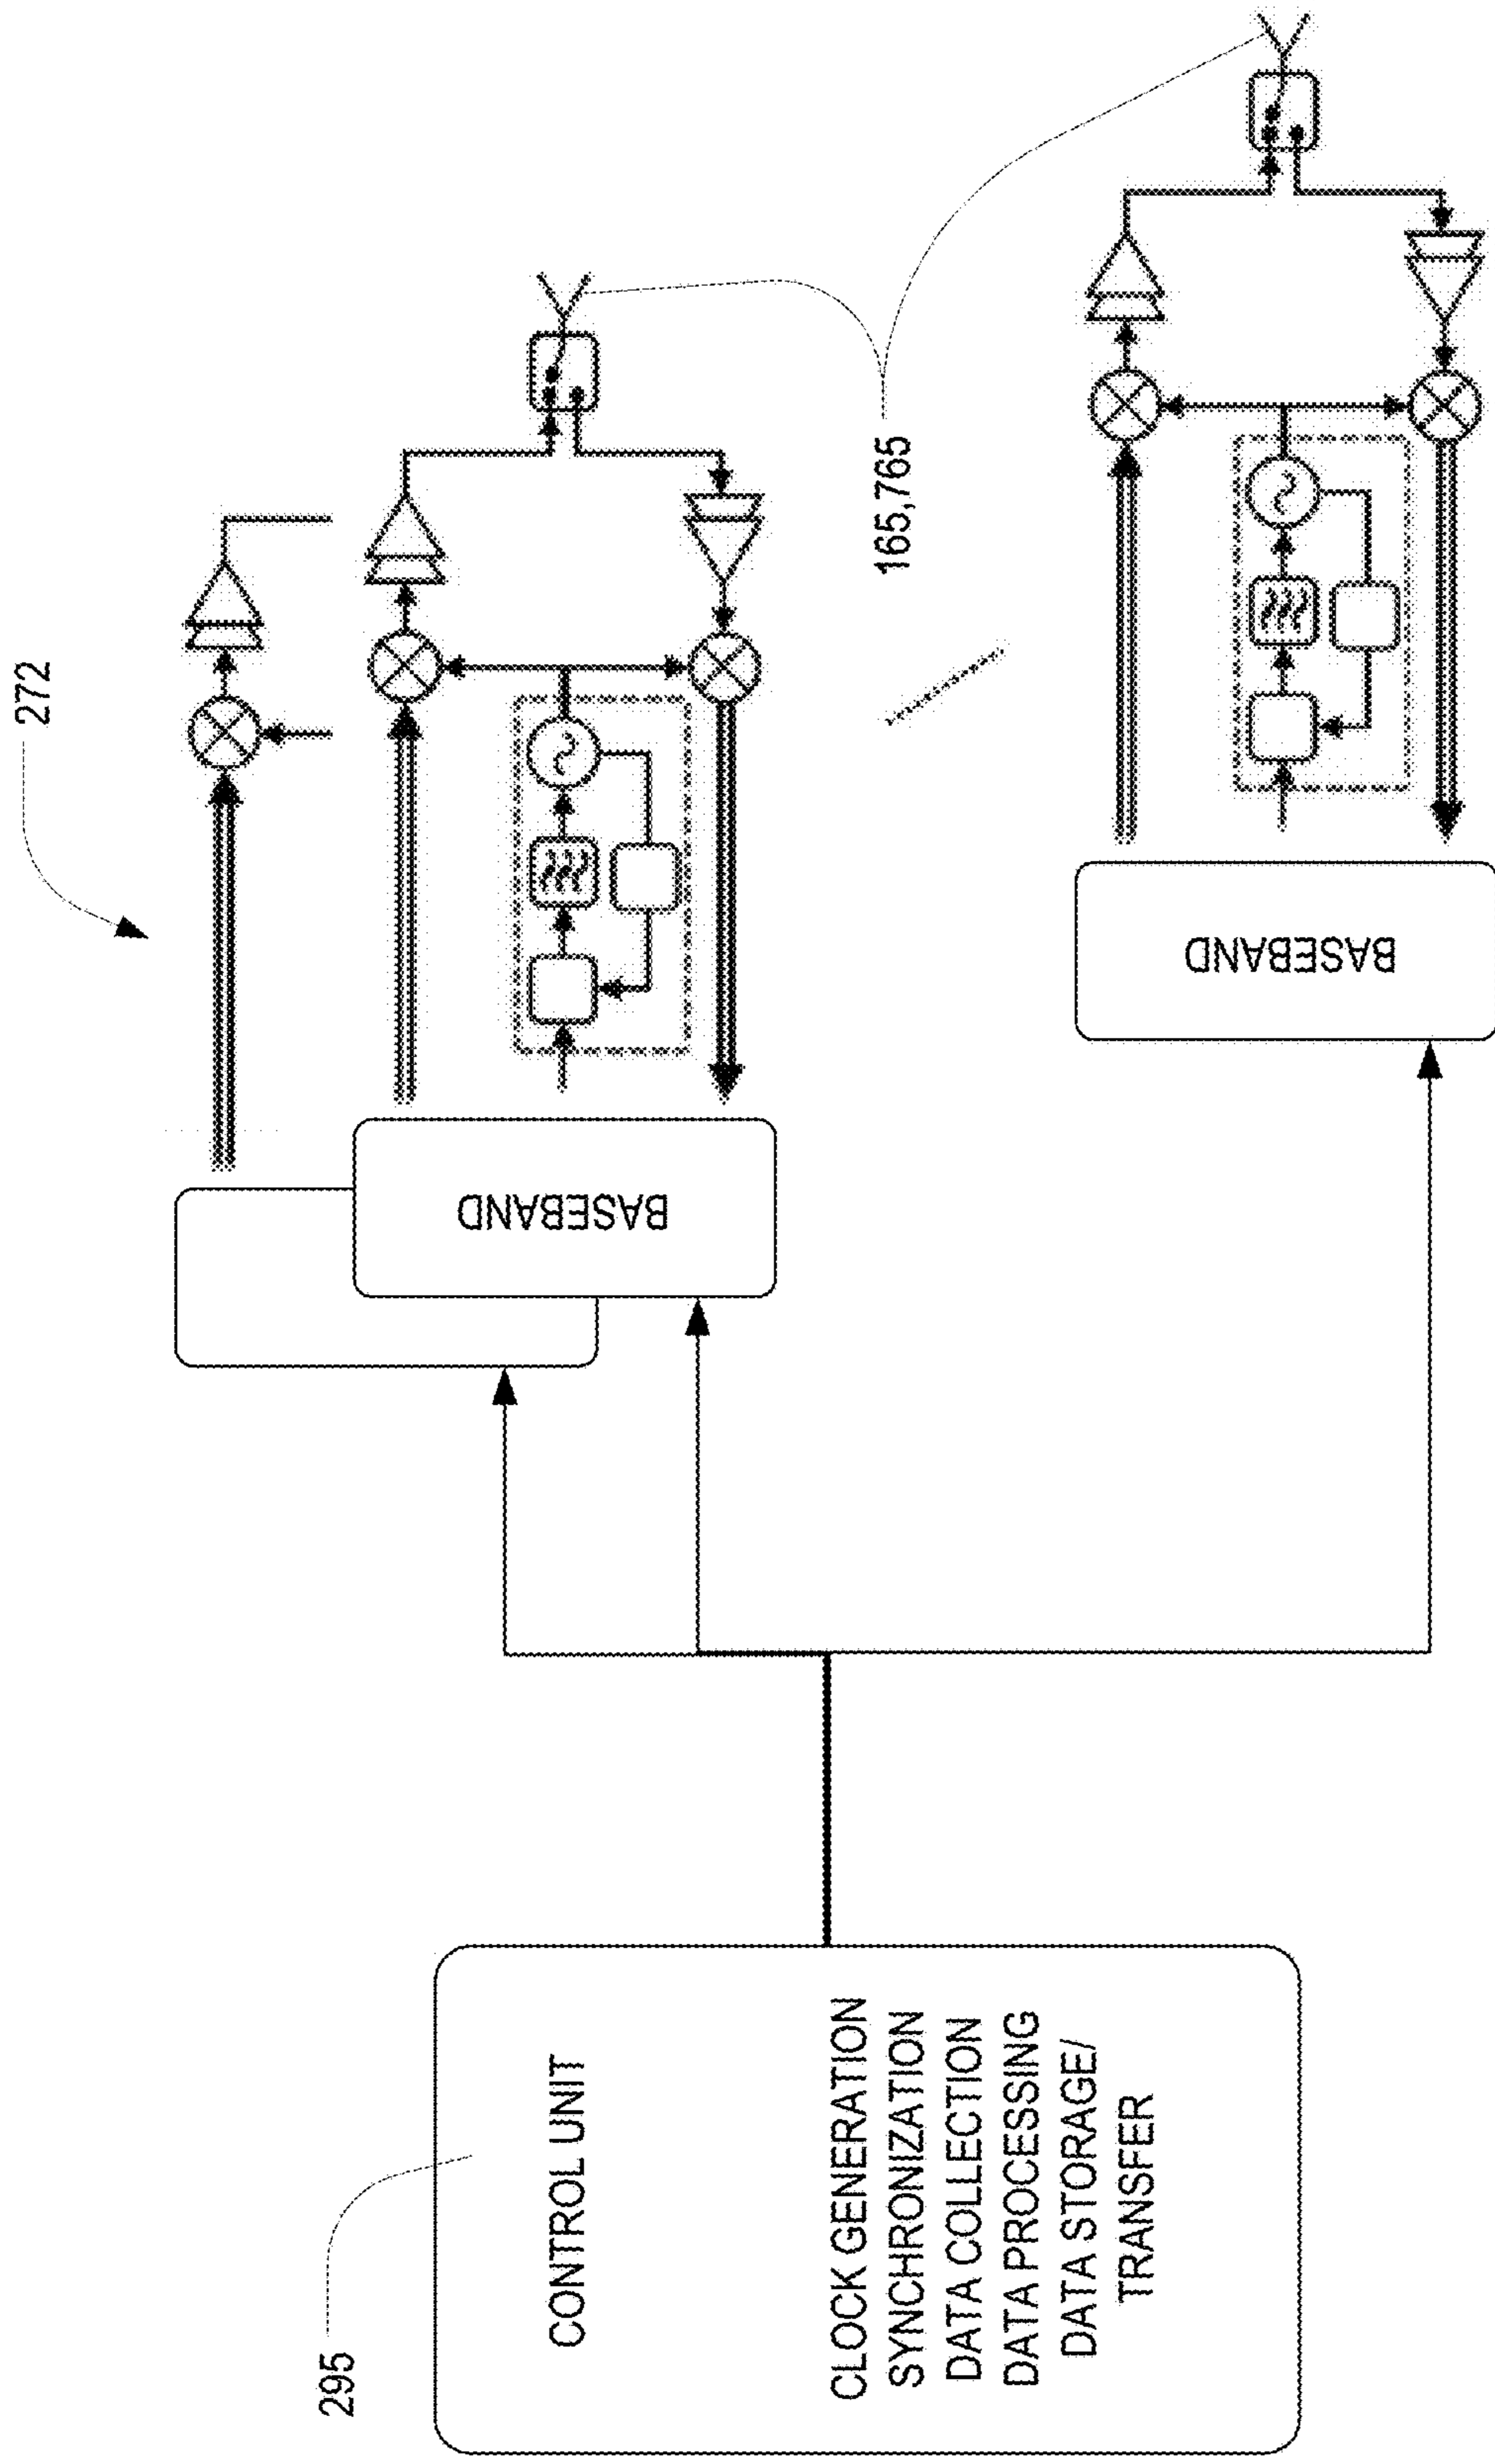 272
BASEBAND
165,765
BASEBAND
295
CONTROL UNIT
CLOCK GENERATION
SYNCHRONIZATION
DATA COLLECTION
DATA PROCESSING
DATA STORAGE/
TRANSFER